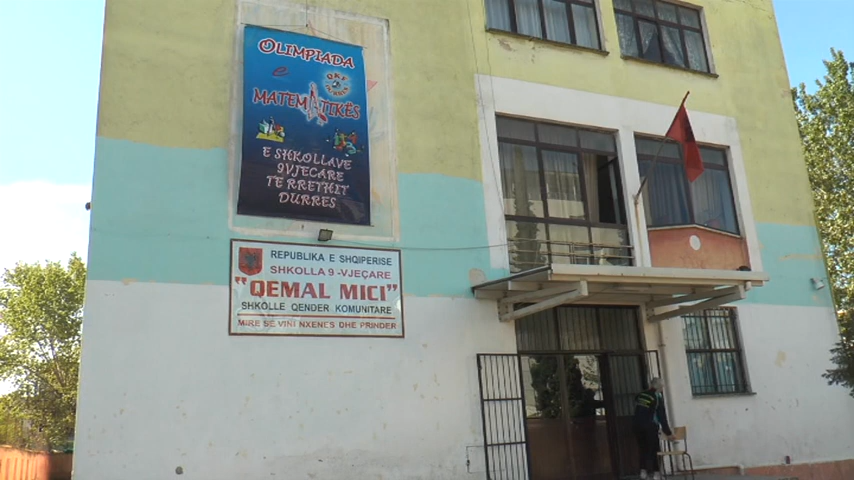 OLIMPIADA
e
MATEMATIKËS
E SHKOLLAVE
9VJECARE
TË RRETHIT
DURRËS
REPUBLIKA E SHQIPERISE
SHKOLLA 9-VJEÇARE
"QEMAL MICI"
SHKOLLE QENDER KOMUNITARE
MIRE SE VINI NXENES DHE PRINDER